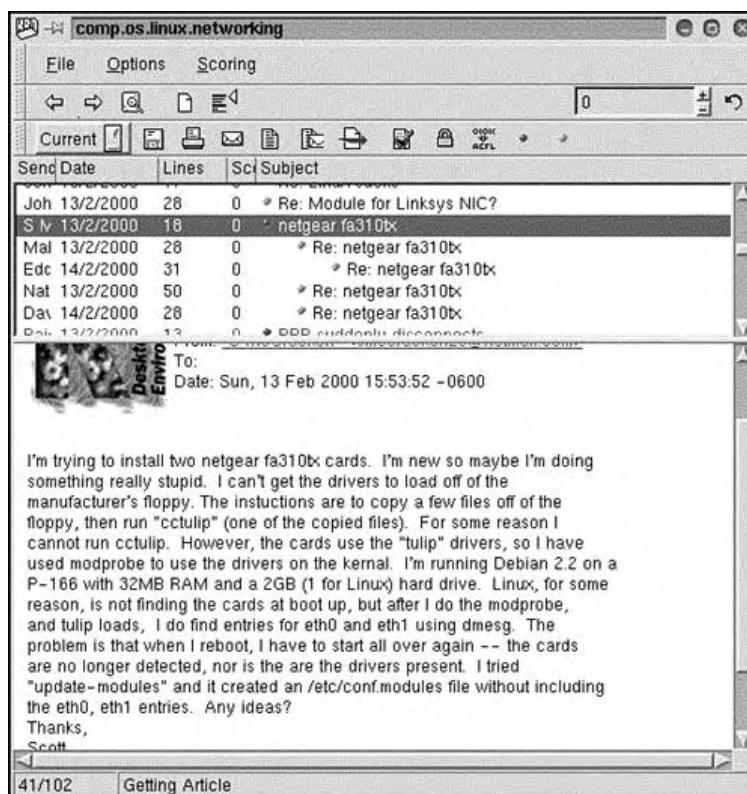 comp.os.linux.networking
File Options Scoring
0
Current
Send Date Lines Sco Subject
Joh 13/2/2000 28 0 Re: Module for Linksys NIC?
S M 13/2/2000 18 0 netgear fa310tx
Mal 13/2/2000 28 0 Re: netgear fa310tx
Edc 14/2/2000 31 0 Re: netgear fa310tx
Nat 13/2/2000 50 0 Re: netgear fa310tx
Dav 14/2/2000 28 0 Re: netgear fa310tx
13/2/2000 13 0 PPP suddenly disconnects
Deskto
Enviro
From:
To:
Date: Sun, 13 Feb 2000 15:53:52 -0600
I'm trying to install two netgear fa310tx cards. I'm new so maybe I'm doing
something really stupid. I can't get the drivers to load off of the
manufacturer's floppy. The instuctions are to copy a few files off of the
floppy, then run "cctulip" (one of the copied files). For some reason I
cannot run cctulip. However, the cards use the "tulip" drivers, so I have
used modprobe to use the drivers on the kernal. I'm running Debian 2.2 on a
P-166 with 32MB RAM and a 2GB (1 for Linux) hard drive. Linux, for some
reason, is not finding the cards at boot up, but after I do the modprobe,
and tulip loads, I do find entries for eth0 and eth1 using dmesg. The
problem is that when I reboot, I have to start all over again -- the cards
are no longer detected, nor is the are the drivers present. I tried
"update-modules" and it created an /etc/conf.modules file without including
the eth0, eth1 entries. Any ideas?
Thanks,
Scott
41/102 Getting Article